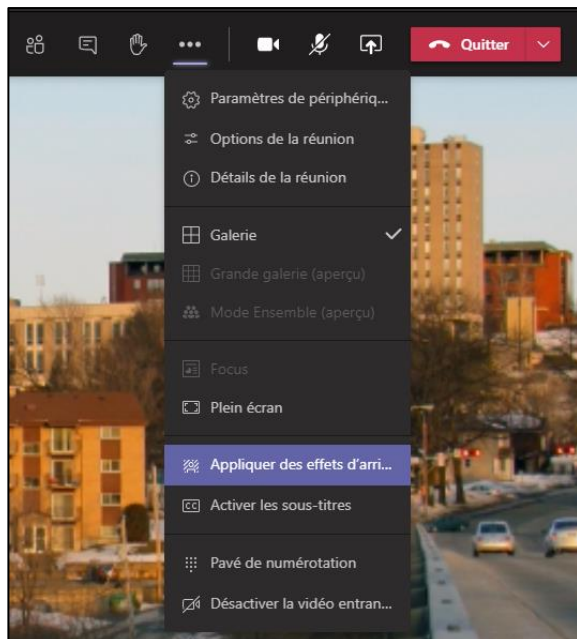 Quitter
Paramètres de périphériq...
Options de la réunion
Détails de la réunion
Galerie
Grande galerie (aperçu)
Mode Ensemble (aperçu)
Focus
Plein écran
Appliquer des effets d'arri...
CC Activer les sous-titres
Pavé de numérotation
Désactiver la vidéo entran...